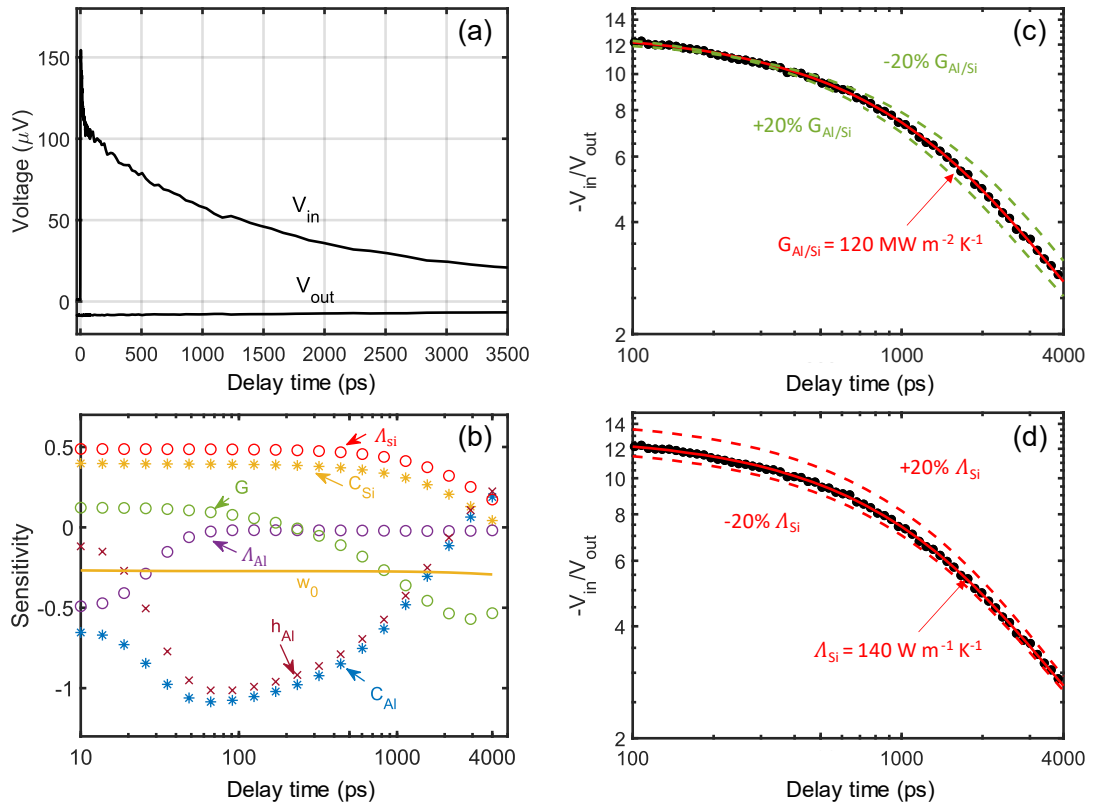 (a)
Voltage (μV)
150
100
50
0
V_in
V_out
0 500 1000 1500 2000 2500 3000 3500
Delay time (ps)
(c)
-V_in/V_out
14
12
10
8
6
4
2
-20% G_Al/Si
+20% G_Al/Si
G_Al/Si = 120 MW m⁻² K⁻¹
100 1000 4000
Delay time (ps)
(b)
Sensitivity
0.5
0
-0.5
-1
Λ_si
C_Si
G
Λ_Al
w_0
h_Al
C_Al
10 100 1000 5000
Delay time (ps)
(d)
-V_in/V_out
14
12
10
8
6
4
2
+20% Λ_Si
-20% Λ_Si
Λ_Si = 140 W m⁻¹ K⁻¹
100 1000 4000
Delay time (ps)